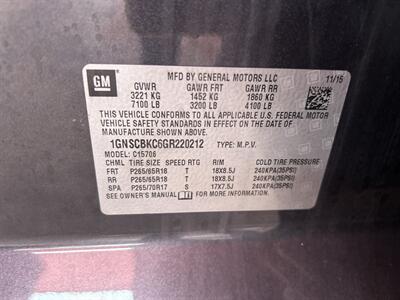 GM MFD BY GENERAL MOTORS LLC 11/15
GVWR GAWR FRT GAWR RR
3221 KG 1452 KG 1860 KG
7100 LB 3200 LB 4100 LB
THIS VEHICLE CONFORMS TO ALL APPLICABLE U.S. FEDERAL MOTOR
VEHICLE SAFETY STANDARDS IN EFFECT ON THE DATE OF
MANUFACTURE SHOWN ABOVE.
1GNSCBKC6GR220212 TYPE: M.P.V.
MODEL: C15706
CHML TIRE SIZE SPEED RTG RIM COLD TIRE PRESSURE
FRT P265/65R18 T 18X8.5J 240KPA(35PSI)
RR P265/65R18 T 18X8.5J 240KPA(35PSI)
SPA P265/70R17 S 17X7.5J 240KPA(35PSI)
SEE OWNER'S MANUAL FOR MORE INFORMATION.